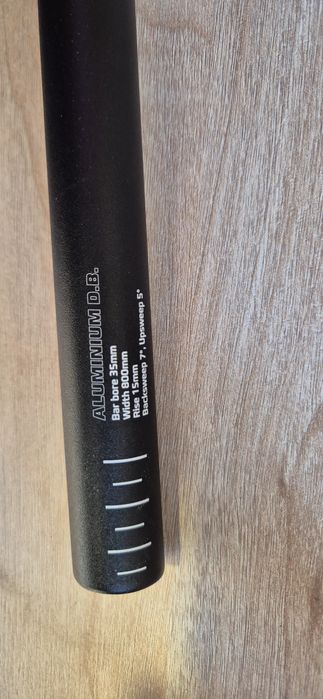 ALUMINIUM D.B.
Bar bore 35mm
Width 800mm
Rise 15mm
Backsweep 7°, Upsweep 5°